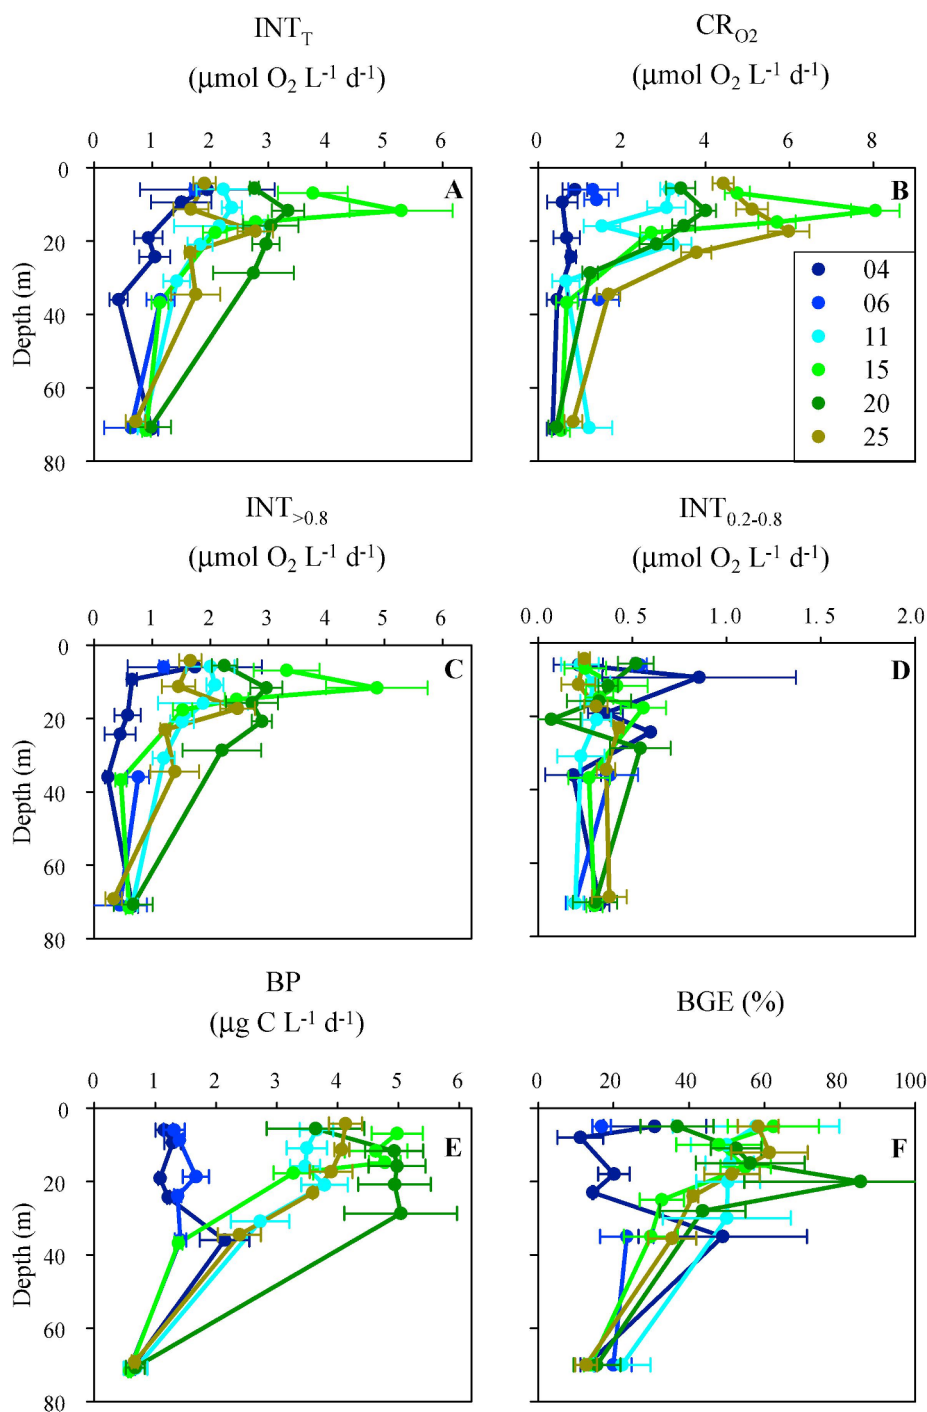 INT_T
(μmol O₂ L⁻¹ d⁻¹)
0 1 2 3 4 5 6
0
20
40
60
80
Depth (m)
A
CR_O2
(μmol O₂ L⁻¹ d⁻¹)
0 2 4 6 8
B
04
06
11
15
20
25
INT_>0.8
(μmol O₂ L⁻¹ d⁻¹)
0 1 2 3 4 5 6
0
20
40
60
80
Depth (m)
C
INT_0.2-0.8
(μmol O₂ L⁻¹ d⁻¹)
0.0 0.5 1.0 1.5 2.0
D
BP
(μg C L⁻¹ d⁻¹)
0 1 2 3 4 5 6
0
20
40
60
80
Depth (m)
E
BGE (%)
0 20 40 60 80 100
F